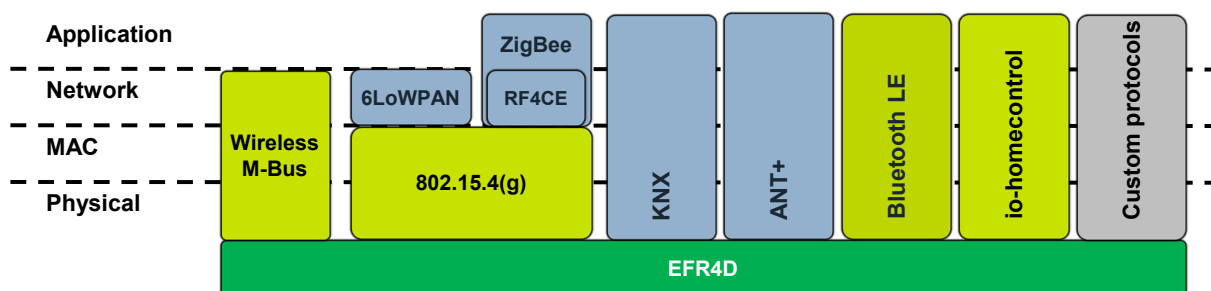 Application
ZigBee
Network
6LoWPAN
RF4CE
MAC
Wireless
M-Bus
802.15.4(g)
Physical
KNX
ANT+
Bluetooth LE
io-homecontrol
Custom protocols
EFR4D